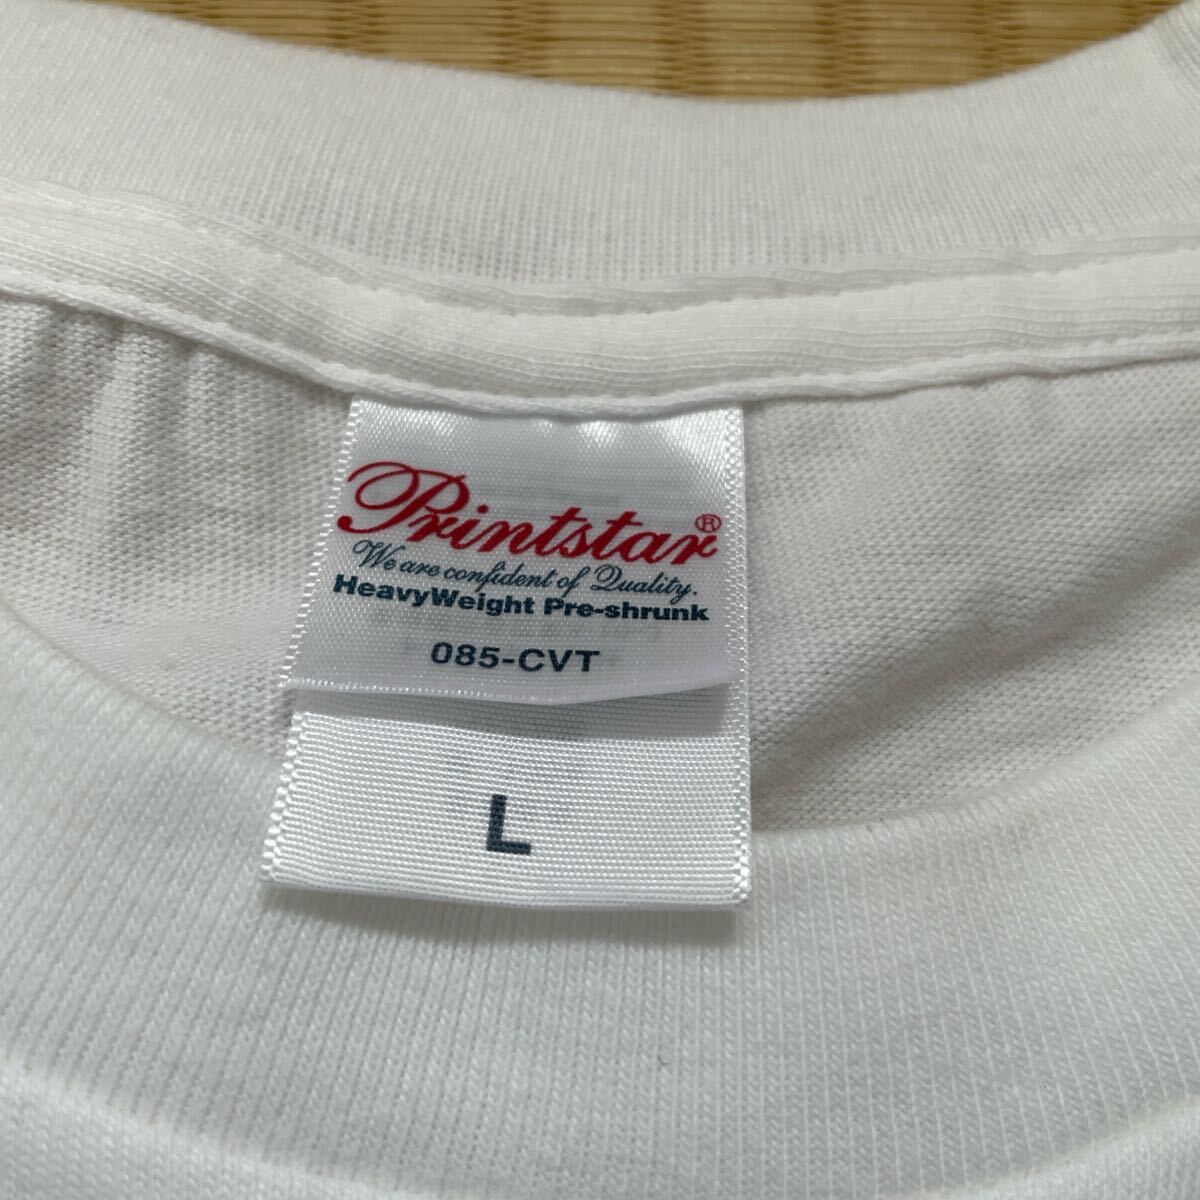 Printstar®
We are confident of Quality.
HeavyWeight Pre-shrunk
085-CVT
L